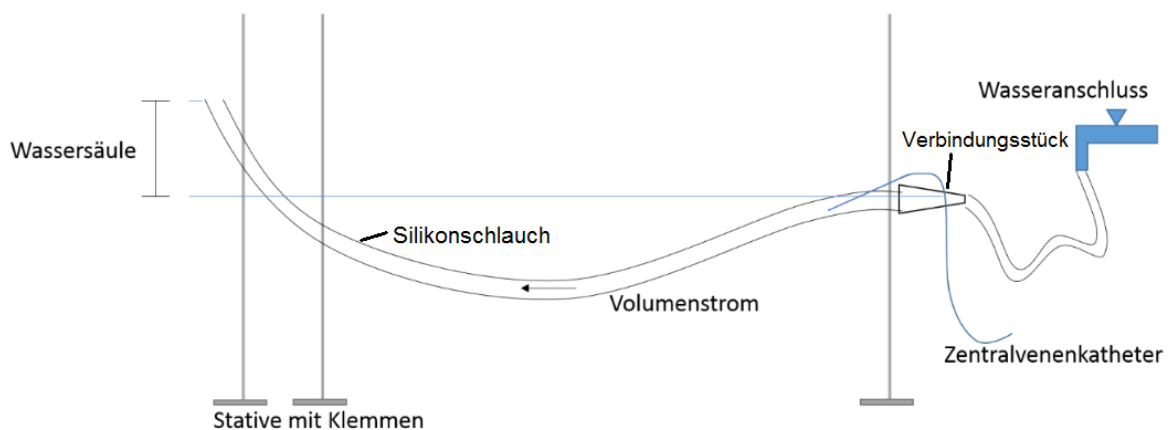 Wasseranschluss
Verbindungsstück
Wassersäule
Silikonschlauch
Volumenstrom
Zentralvenenkatheter
Stative mit Klemmen